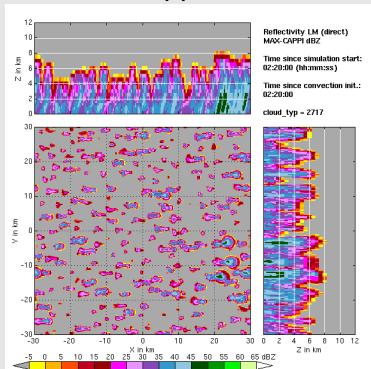 Reflectivity LM (direct)
MAX-CAPPI dBZ
Time since simulation start:
02:20:00 (hh:mm:ss)
Time since convection init.:
02:20:00
cloud_typ = 2717
Z in km
12
10
8
6
4
2
0
Y in km
30
20
10
0
-10
-20
-30
-30 -20 -10 0 10 20 30
X in km
0 2 4 6 8 10 12
Z in km
-5 0 5 10 15 20 25 30 35 40 45 50 55 60 65 dBZ